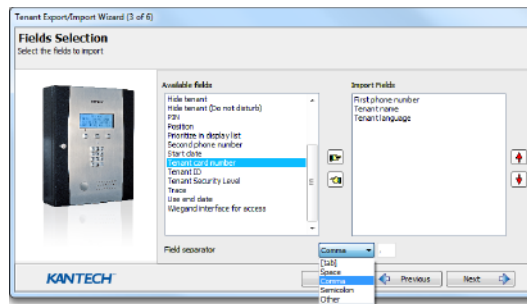 Tenant Export/Import Wizard (3 of 6)
Fields Selection
Select the fields to import
Available fields
Hide tenant
Hide tenant (Do not disturb)
PIN
Position
Prioritize in display list
Second phone number
Start date
Tenant card number
Tenant ID
Tenant Security Level
Trace
Use end date
Wiegand interface for access
Import Fields
First phone number
Tenant name
Tenant language
Field separator
Comma
[tab]
Space
Comma
Semicolon
Other
KANTECH
Previous
Next